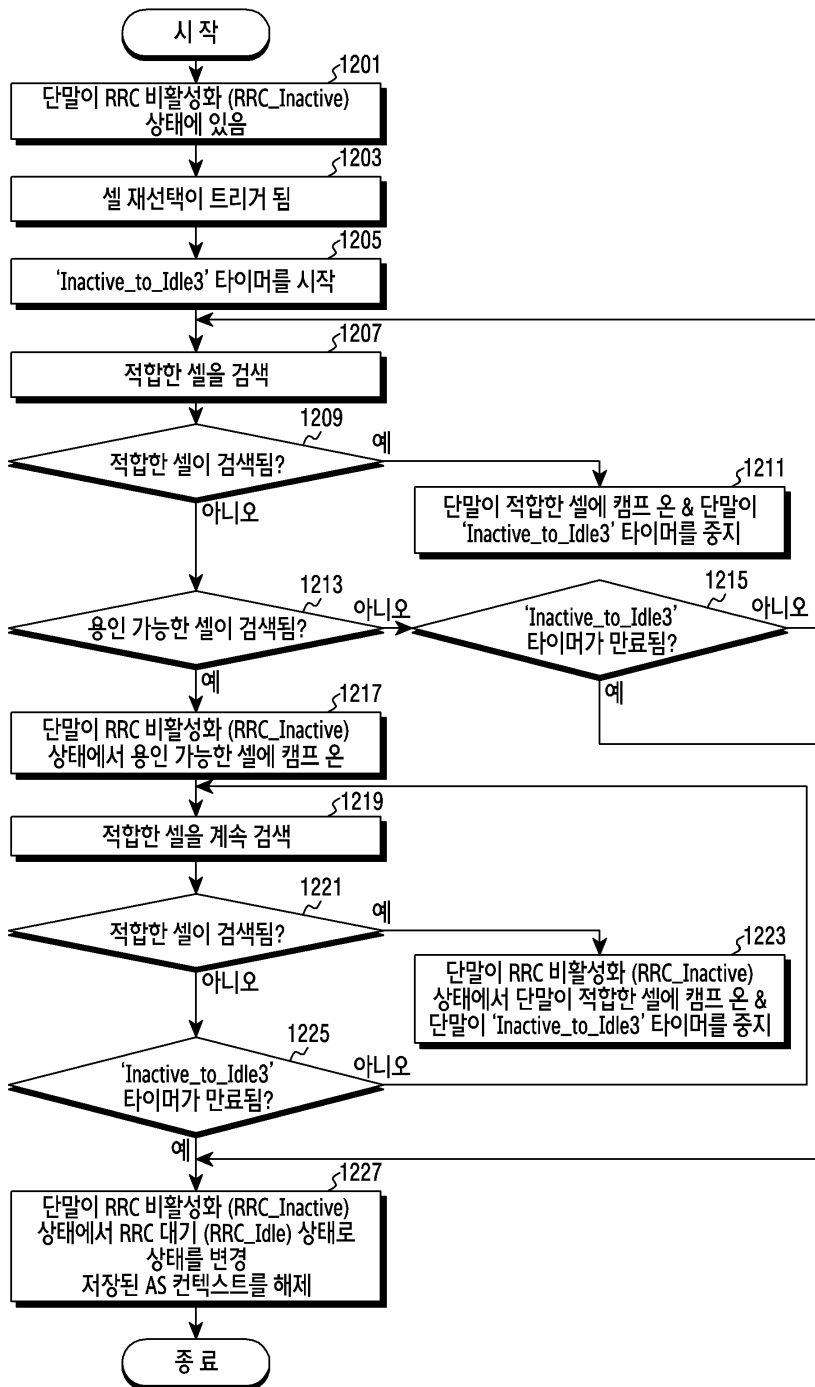 시 작
1201
단말이 RRC 비활성화 (RRC_Inactive)
상태에 있음
1203
셀 재선택이 트리거 됨
1205
‘Inactive_to_Idle3’ 타이머를 시작
1207
적합한 셀을 검색
1209
적합한 셀이 검색됨?
예
아니오
1211
단말이 적합한 셀에 캠프 온 & 단말이
‘Inactive_to_Idle3’ 타이머를 중지
1213
용인 가능한 셀이 검색됨?
아니오
예
1215
‘Inactive_to_Idle3’
타이머가 만료됨?
아니오
예
1217
단말이 RRC 비활성화 (RRC_Inactive)
상태에서 용인 가능한 셀에 캠프 온
1219
적합한 셀을 계속 검색
1221
적합한 셀이 검색됨?
예
아니오
1223
단말이 RRC 비활성화 (RRC_Inactive)
상태에서 단말이 적합한 셀에 캠프 온 &
단말이 ‘Inactive_to_Idle3’ 타이머를 중지
1225
‘Inactive_to_Idle3’
타이머가 만료됨?
아니오
예
1227
단말이 RRC 비활성화 (RRC_Inactive)
상태에서 RRC 대기 (RRC_Idle) 상태로
상태를 변경
저장된 AS 컨텍스트를 해제
종 료